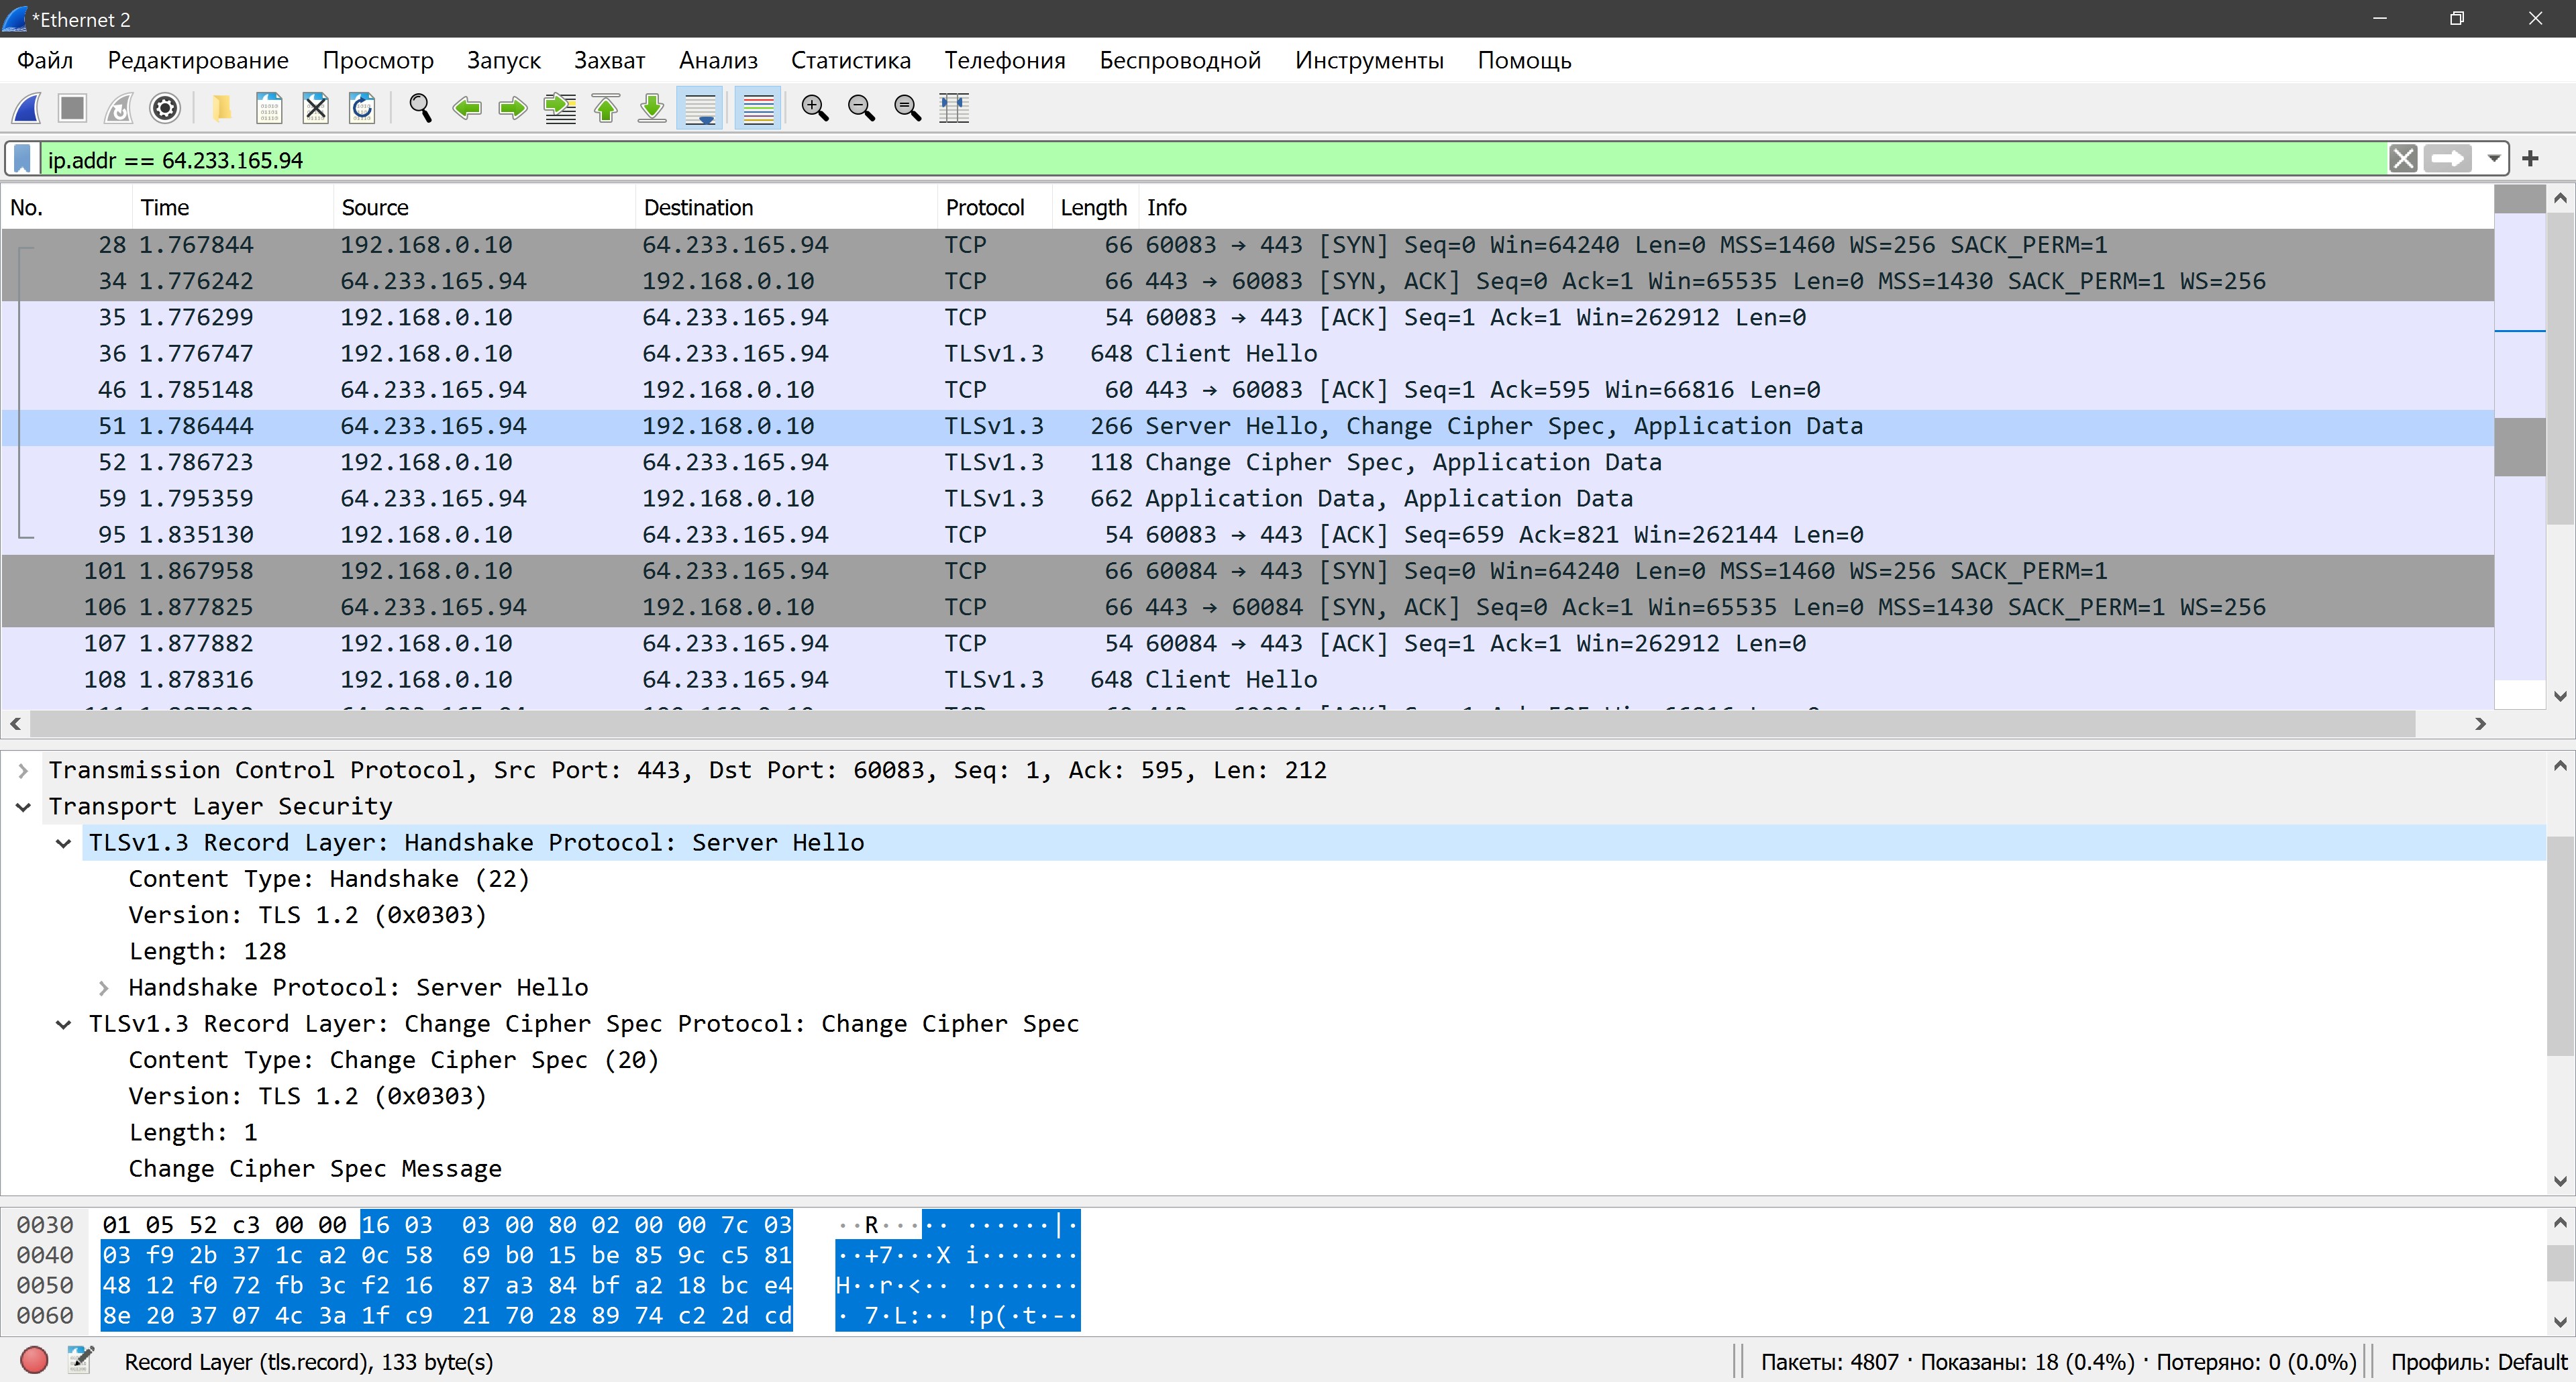 *Ethernet 2
Файл Редактирование Просмотр Запуск Захват Анализ Статистика Телефония Беспроводной Инструменты Помощь
ip.addr == 64.233.165.94
No. Time Source Destination Protocol Length Info
28 1.767844 192.168.0.10 64.233.165.94 TCP 66 60083 → 443 [SYN] Seq=0 Win=64240 Len=0 MSS=1460 WS=256 SACK_PERM=1
34 1.776242 64.233.165.94 192.168.0.10 TCP 66 443 → 60083 [SYN, ACK] Seq=0 Ack=1 Win=65535 Len=0 MSS=1430 SACK_PERM=1 WS=256
35 1.776299 192.168.0.10 64.233.165.94 TCP 54 60083 → 443 [ACK] Seq=1 Ack=1 Win=262912 Len=0
36 1.776747 192.168.0.10 64.233.165.94 TLSv1.3 648 Client Hello
46 1.785148 64.233.165.94 192.168.0.10 TCP 60 443 → 60083 [ACK] Seq=1 Ack=595 Win=66816 Len=0
51 1.786444 64.233.165.94 192.168.0.10 TLSv1.3 266 Server Hello, Change Cipher Spec, Application Data
52 1.786723 192.168.0.10 64.233.165.94 TLSv1.3 118 Change Cipher Spec, Application Data
59 1.795359 64.233.165.94 192.168.0.10 TLSv1.3 662 Application Data, Application Data
95 1.835130 192.168.0.10 64.233.165.94 TCP 54 60083 → 443 [ACK] Seq=659 Ack=821 Win=262144 Len=0
101 1.867958 192.168.0.10 64.233.165.94 TCP 66 60084 → 443 [SYN] Seq=0 Win=64240 Len=0 MSS=1460 WS=256 SACK_PERM=1
106 1.877825 64.233.165.94 192.168.0.10 TCP 66 443 → 60084 [SYN, ACK] Seq=0 Ack=1 Win=65535 Len=0 MSS=1430 SACK_PERM=1 WS=256
107 1.877882 192.168.0.10 64.233.165.94 TCP 54 60084 → 443 [ACK] Seq=1 Ack=1 Win=262912 Len=0
108 1.878316 192.168.0.10 64.233.165.94 TLSv1.3 648 Client Hello
Transmission Control Protocol, Src Port: 443, Dst Port: 60083, Seq: 1, Ack: 595, Len: 212
Transport Layer Security
TLSv1.3 Record Layer: Handshake Protocol: Server Hello
Content Type: Handshake (22)
Version: TLS 1.2 (0x0303)
Length: 128
Handshake Protocol: Server Hello
TLSv1.3 Record Layer: Change Cipher Spec Protocol: Change Cipher Spec
Content Type: Change Cipher Spec (20)
Version: TLS 1.2 (0x0303)
Length: 1
Change Cipher Spec Message
0030 01 05 52 c3 00 00 16 03 03 00 80 02 00 00 7c 03 ··R····· ······|·
0040 03 f9 2b 37 1c a2 0c 58 69 b0 15 be 85 9c c5 81 ··+7···X i·······
0050 48 12 f0 72 fb 3c f2 16 87 a3 84 bf a2 18 bc e4 H··r·<·· ········
0060 8e 20 37 07 4c 3a 1f c9 21 70 28 89 74 c2 2d cd · 7·L:·· !p(·t·-·
Record Layer (tls.record), 133 byte(s) Пакеты: 4807 · Показаны: 18 (0.4%) · Потеряно: 0 (0.0%) Профиль: Default